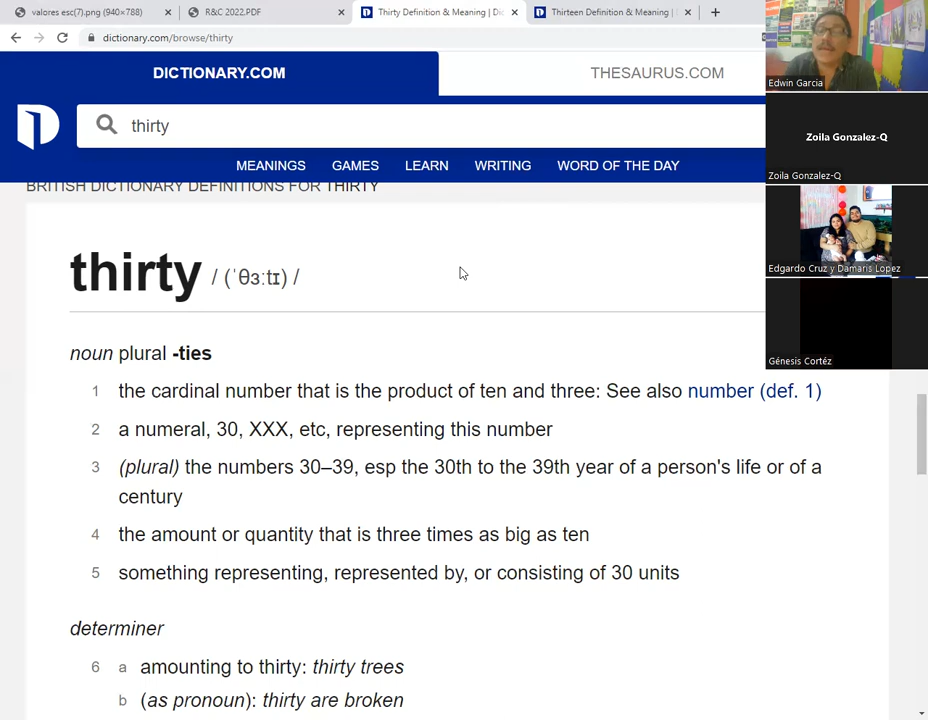 valores esc(7).png (940×788)
R&C 2022.PDF
Thirty Definition & Meaning | Dic
Thirteen Definition & Meaning |
dictionary.com/browse/thirty
DICTIONARY.COM
THESAURUS.COM
thirty
MEANINGS GAMES LEARN WRITING WORD OF THE DAY
BRITISH DICTIONARY DEFINITIONS FOR THIRTY
thirty / (ˈθɜːtɪ) /
noun plural -ties
1 the cardinal number that is the product of ten and three: See also number (def. 1)
2 a numeral, 30, XXX, etc, representing this number
3 (plural) the numbers 30–39, esp the 30th to the 39th year of a person's life or of a
century
4 the amount or quantity that is three times as big as ten
5 something representing, represented by, or consisting of 30 units
determiner
6 a amounting to thirty: thirty trees
b (as pronoun): thirty are broken
Edwin Garcia
Zoila Gonzalez-Q
Zoila Gonzalez-Q
Edgardo Cruz y Damaris Lopez
Génesis Cortéz